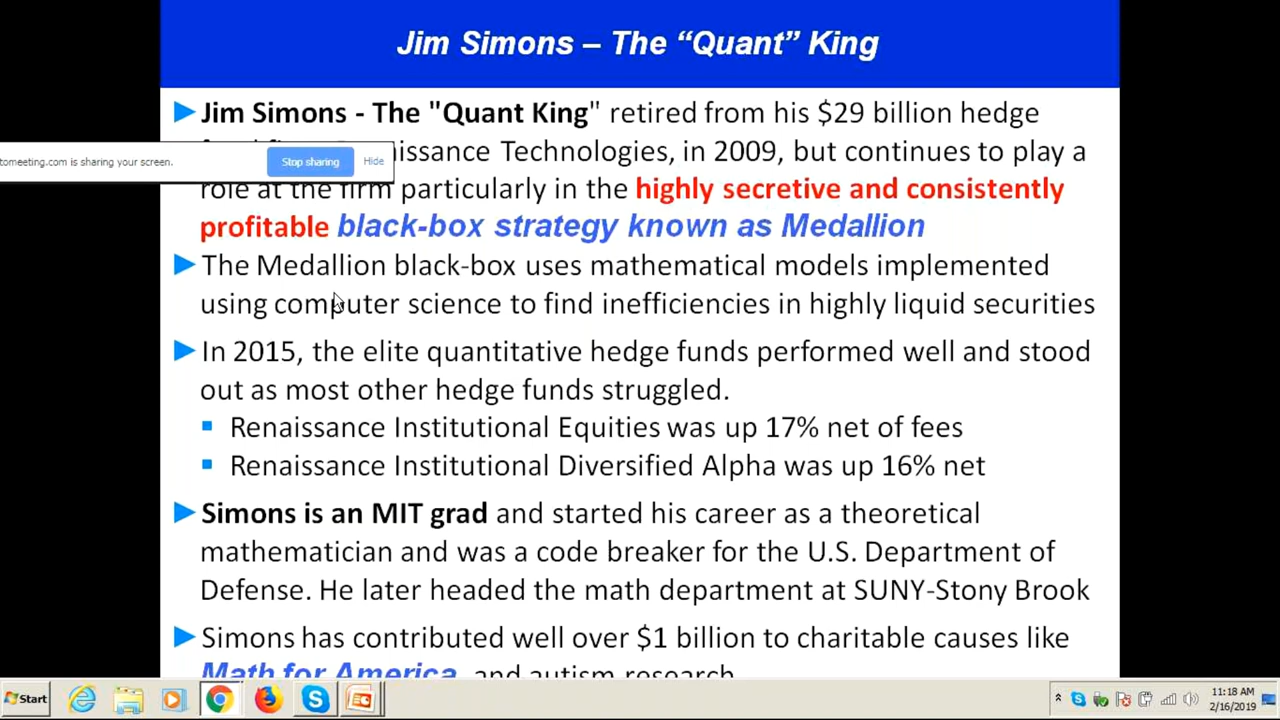 Jim Simons – The “Quant” King
Jim Simons - The "Quant King" retired from his $29 billion hedge
Technologies, in 2009, but continues to play a
tomeeting.com is sharing your screen.
Stop sharing
Hide
role at the firm particularly in the highly secretive and consistently
profitable black-box strategy known as Medallion
The Medallion black-box uses mathematical models implemented
using computer science to find inefficiencies in highly liquid securities
In 2015, the elite quantitative hedge funds performed well and stood
out as most other hedge funds struggled.
Renaissance Institutional Equities was up 17% net of fees
Renaissance Institutional Diversified Alpha was up 16% net
Simons is an MIT grad and started his career as a theoretical
mathematician and was a code breaker for the U.S. Department of
Defense. He later headed the math department at SUNY-Stony Brook
Simons has contributed well over $1 billion to charitable causes like
Math for America, and autism research
Start
11:18 AM
2/16/2019